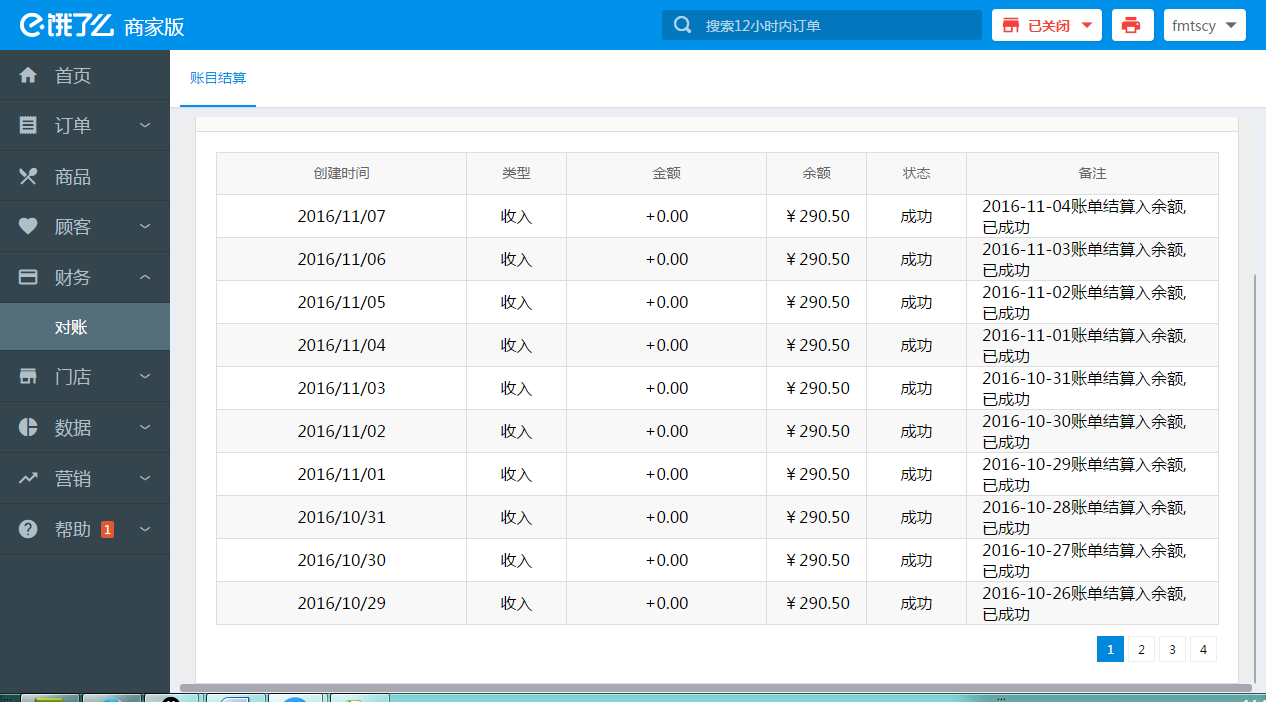 饿了么 商家版
搜索12小时内订单
已关闭
fmtscy
首页
订单
商品
顾客
财务
对账
门店
数据
营销
帮助 1
账目结算
创建时间 类型 金额 余额 状态 备注
2016/11/07 收入 +0.00 ￥290.50 成功 2016-11-04账单结算入余额,
已成功
2016/11/06 收入 +0.00 ￥290.50 成功 2016-11-03账单结算入余额,
已成功
2016/11/05 收入 +0.00 ￥290.50 成功 2016-11-02账单结算入余额,
已成功
2016/11/04 收入 +0.00 ￥290.50 成功 2016-11-01账单结算入余额,
已成功
2016/11/03 收入 +0.00 ￥290.50 成功 2016-10-31账单结算入余额,
已成功
2016/11/02 收入 +0.00 ￥290.50 成功 2016-10-30账单结算入余额,
已成功
2016/11/01 收入 +0.00 ￥290.50 成功 2016-10-29账单结算入余额,
已成功
2016/10/31 收入 +0.00 ￥290.50 成功 2016-10-28账单结算入余额,
已成功
2016/10/30 收入 +0.00 ￥290.50 成功 2016-10-27账单结算入余额,
已成功
2016/10/29 收入 +0.00 ￥290.50 成功 2016-10-26账单结算入余额,
已成功
1 2 3 4